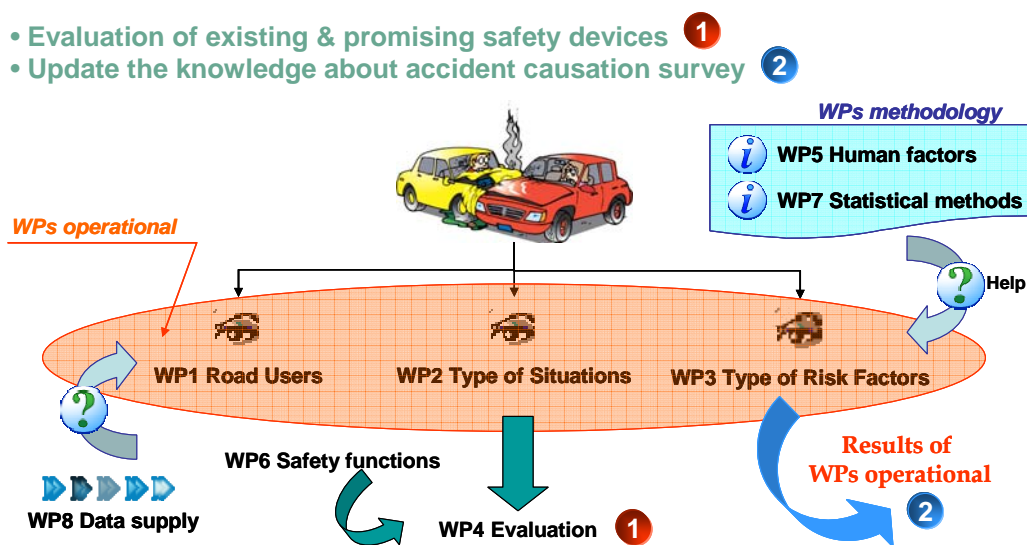 • Evaluation of existing & promising safety devices 1
• Update the knowledge about accident causation survey 2
WPs methodology
i WP5 Human factors
i WP7 Statistical methods
WPs operational
? Help
WP1 Road Users
WP2 Type of Situations
WP3 Type of Risk Factors
?
WP6 Safety functions
Results of
WPs operational
2
WP8 Data supply
WP4 Evaluation 1